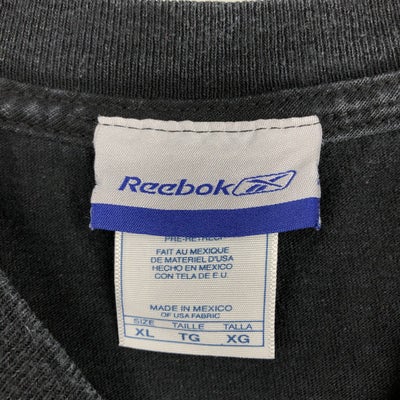 Reebok
PRE-RETRECI
FAIT AU MEXIQUE
DE MATERIEL D'USA
HECHO EN MEXICO
CON TELA DE E.U.
MADE IN MEXICO
OF USA FABRIC
SIZE TAILLE TALLA
XL TG XG